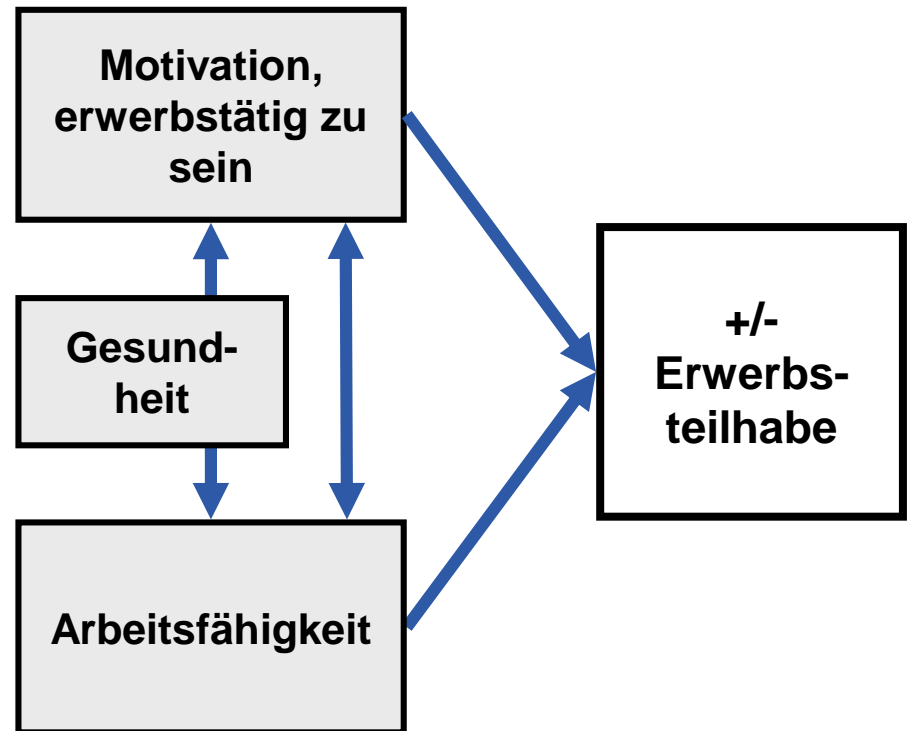 Motivation,
erwerbstätig zu
sein
Gesund-
heit
+/-
Erwerbs-
teilhabe
Arbeitsfähigkeit